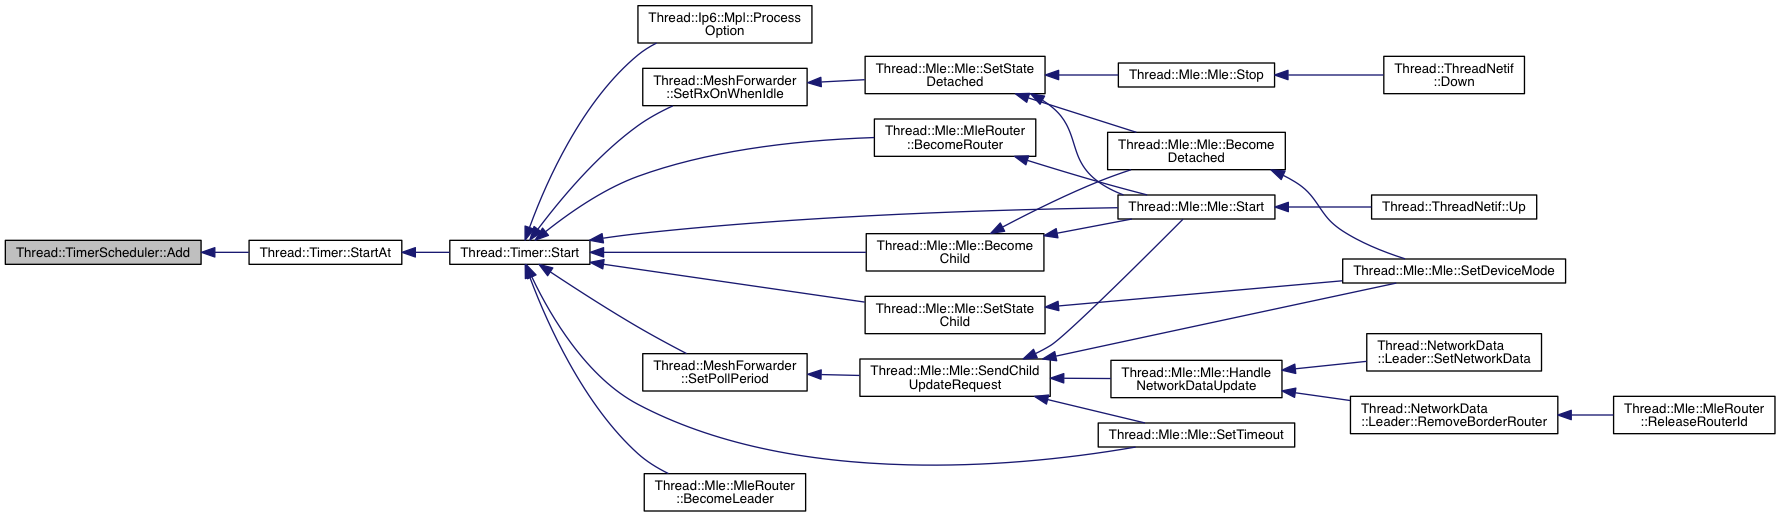 Thread::Ip6::Mpl::Process
Option
Thread::MeshForwarder
::SetRxOnWhenIdle
Thread::Mle::Mle::SetState
Detached
Thread::Mle::Mle::Stop
Thread::ThreadNetif
::Down
Thread::Mle::MleRouter
::BecomeRouter
Thread::Mle::Mle::Become
Detached
Thread::Mle::Mle::Start
Thread::ThreadNetif::Up
Thread::TimerScheduler::Add
Thread::Timer::StartAt
Thread::Timer::Start
Thread::Mle::Mle::Become
Child
Thread::Mle::Mle::SetDeviceMode
Thread::Mle::Mle::SetState
Child
Thread::MeshForwarder
::SetPollPeriod
Thread::Mle::Mle::SendChild
UpdateRequest
Thread::Mle::Mle::Handle
NetworkDataUpdate
Thread::NetworkData
::Leader::SetNetworkData
Thread::NetworkData
::Leader::RemoveBorderRouter
Thread::Mle::MleRouter
::ReleaseRouterId
Thread::Mle::Mle::SetTimeout
Thread::Mle::MleRouter
::BecomeLeader